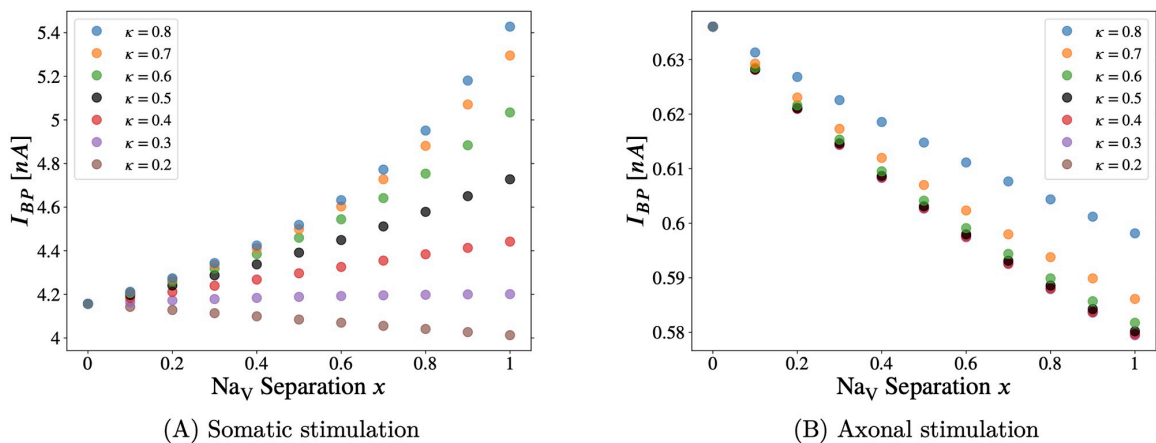 5.4
5.2
5
4.8
4.6
4.4
4.2
4
I_BP [nA]
κ = 0.8
κ = 0.7
κ = 0.6
κ = 0.5
κ = 0.4
κ = 0.3
κ = 0.2
0 0.2 0.4 0.6 0.8 1
Na_V Separation x
(A) Somatic stimulation
0.63
0.62
0.61
0.6
0.59
0.58
I_BP [nA]
κ = 0.8
κ = 0.7
κ = 0.6
κ = 0.5
κ = 0.4
κ = 0.3
κ = 0.2
0 0.2 0.4 0.6 0.8 1
Na_V Separation x
(B) Axonal stimulation